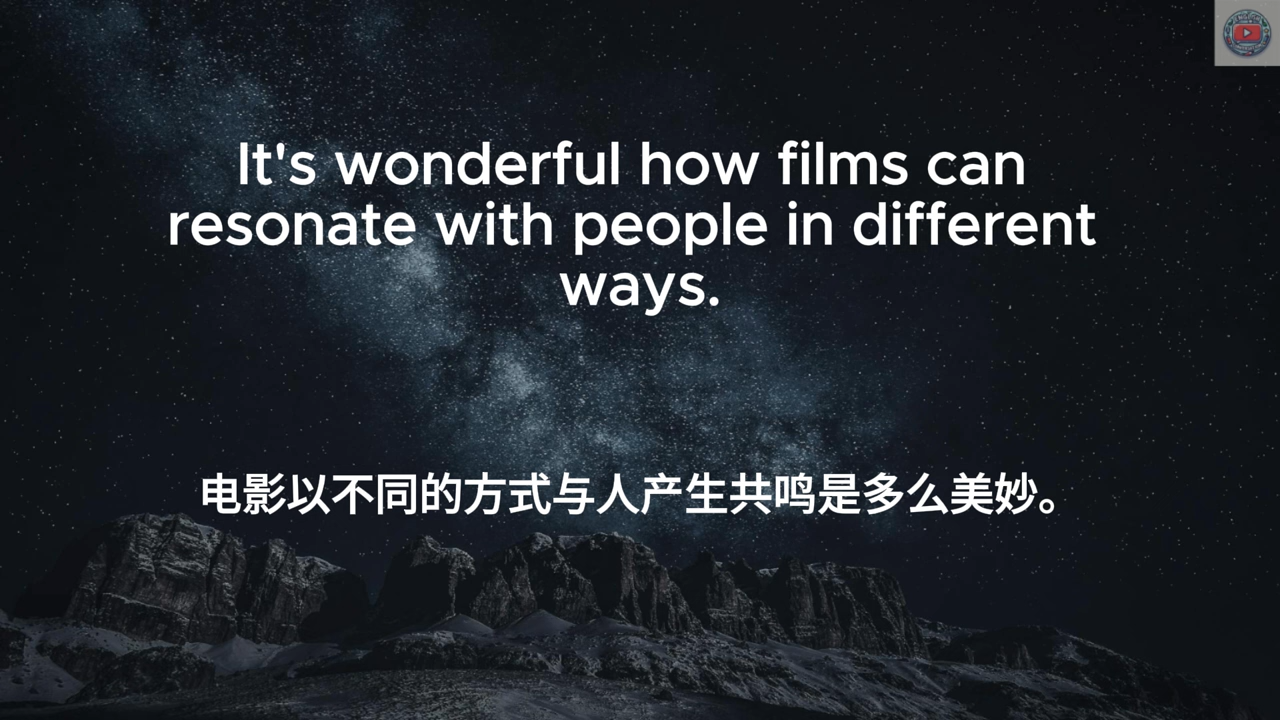 It's wonderful how films can
resonate with people in different
ways.
电影以不同的方式与人产生共鸣是多么美妙。